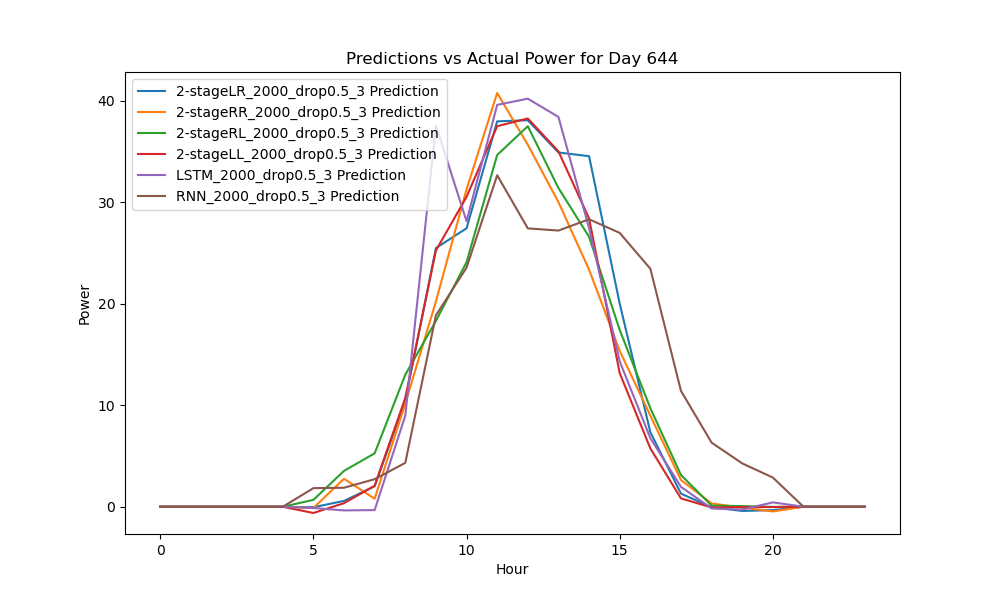 Predictions vs Actual Power for Day 644
2-stageLR_2000_drop0.5_3 Prediction
2-stageRR_2000_drop0.5_3 Prediction
2-stageRL_2000_drop0.5_3 Prediction
2-stageLL_2000_drop0.5_3 Prediction
LSTM_2000_drop0.5_3 Prediction
RNN_2000_drop0.5_3 Prediction
Power
40
30
20
10
0
0 5 10 15 20
Hour